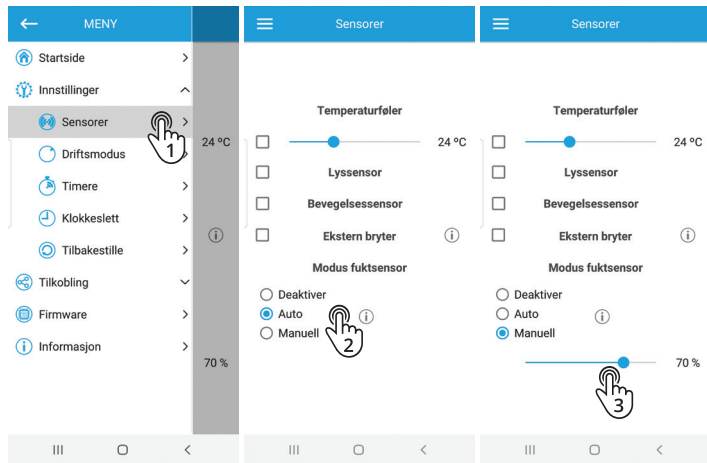 MENY
Startside
Innstillinger
Sensorer
1
24 ºC
Driftsmodus
Timere
Klokkeslett
Tilbakestille
Tilkobling
Firmware
Informasjon
70 %
Sensorer
Temperaturføler
24 ºC
Lyssensor
Bevegelsessensor
Ekstern bryter
Modus fuktsensor
Deaktiver
Auto
Manuell
2
Sensorer
Temperaturføler
24 ºC
Lyssensor
Bevegelsessensor
Ekstern bryter
Modus fuktsensor
Deaktiver
Auto
Manuell
70 %
3